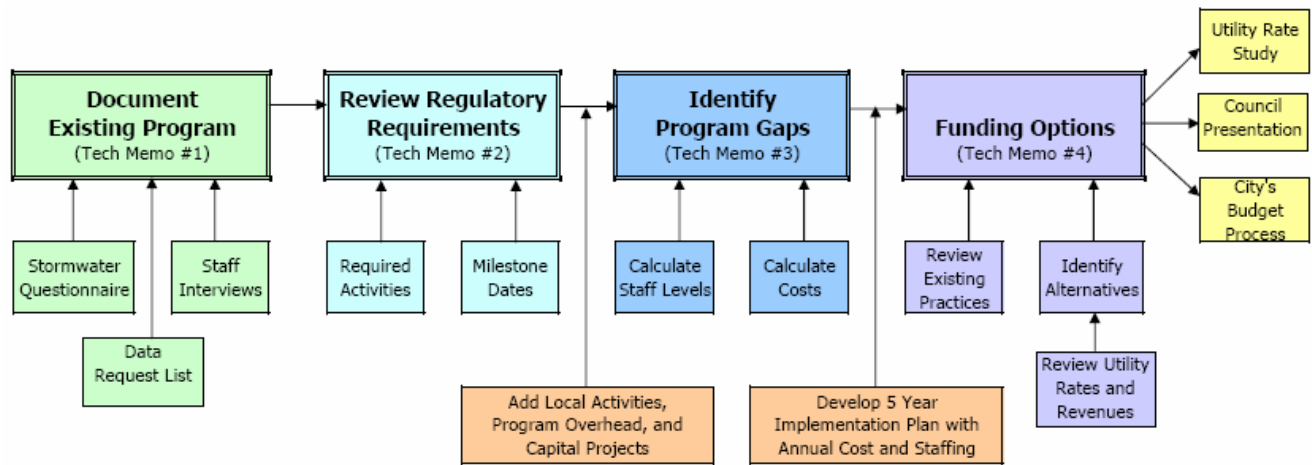 Document
Existing Program
(Tech Memo #1)
Review Regulatory
Requirements
(Tech Memo #2)
Identify
Program Gaps
(Tech Memo #3)
Funding Options
(Tech Memo #4)
Utility Rate
Study
Council
Presentation
City's
Budget
Process
Stormwater
Questionnaire
Staff
Interviews
Data
Request List
Required
Activities
Milestone
Dates
Calculate
Staff Levels
Calculate
Costs
Review
Existing
Practices
Identify
Alternatives
Review Utility
Rates and
Revenues
Add Local Activities,
Program Overhead, and
Capital Projects
Develop 5 Year
Implementation Plan with
Annual Cost and Staffing